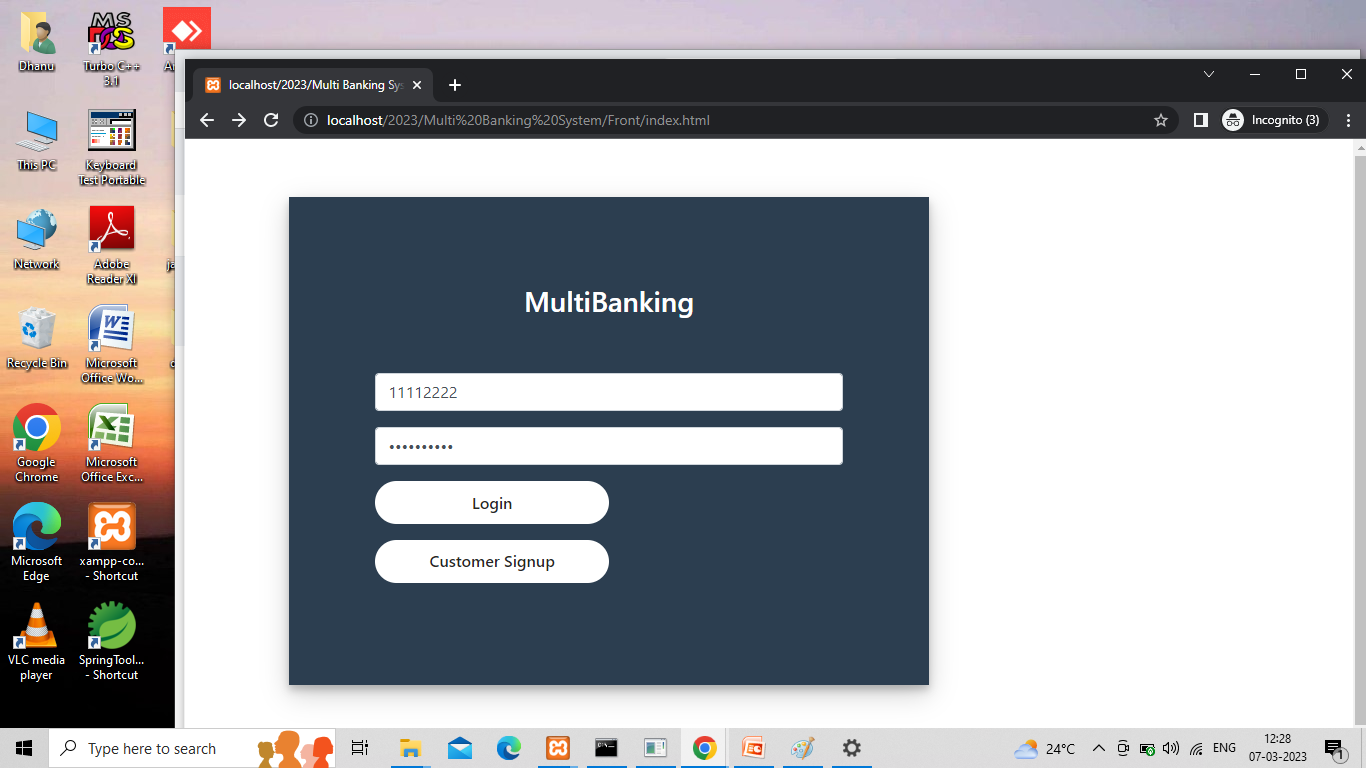 Dhanu
Turbo C++
3.1
This PC
Keyboard
Test Portable
Network
Adobe
Reader XI
Recycle Bin
Microsoft
Office Wo...
Google
Chrome
Microsoft
Office Exc...
Microsoft
Edge
xampp-co...
- Shortcut
VLC media
player
SpringTool...
- Shortcut
localhost/2023/Multi Banking Sys
localhost/2023/Multi%20Banking%20System/Front/index.html
Incognito (3)
MultiBanking
11112222
••••••••••
Login
Customer Signup
Type here to search
24°C
ENG
12:28
07-03-2023
1